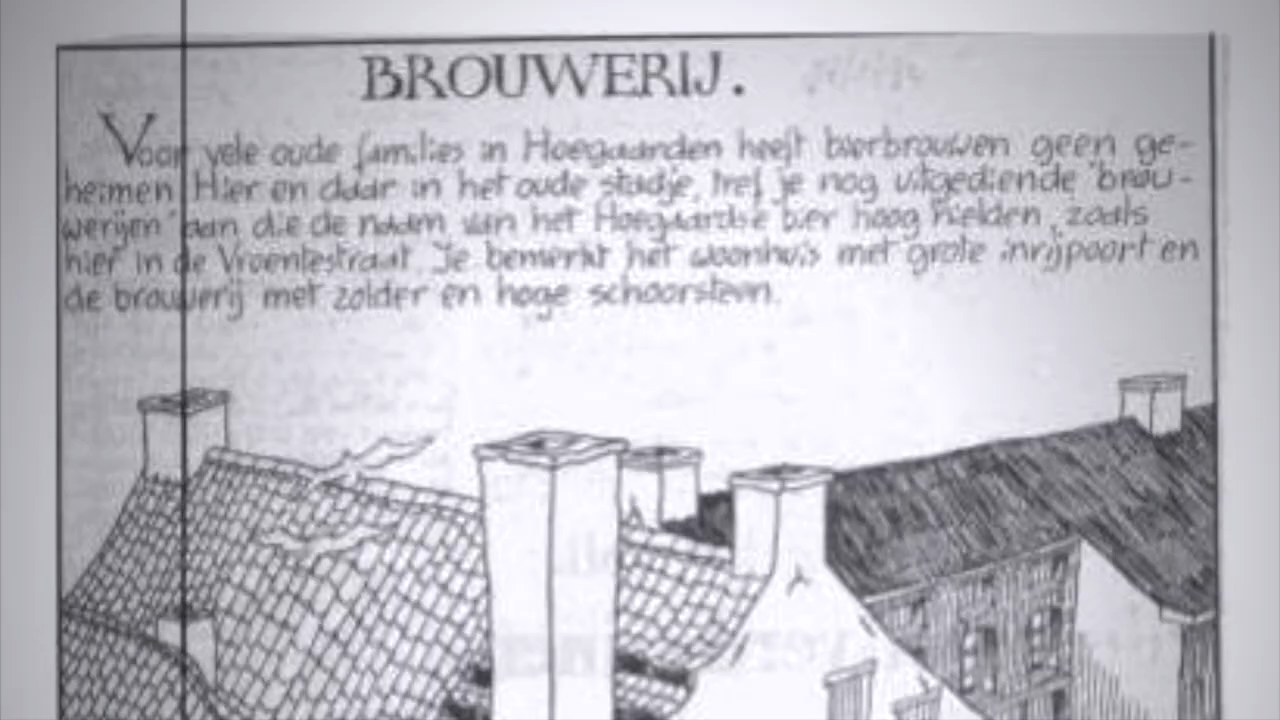 BROUWERIJ.
Voor vele oude families in Hoegaarden heeft bierbrouwen geen ge-
heimen. Hier en daar in het oude stadje, tref je nog uitgediende "brou-
werijen" aan die de naam van het Hoegaardse bier hoog hielden, zoals
hier in de Vroentestraat. Je bemerkt het woonhuis met grote inrijpoort en
de brouwerij met zolder en hoge schoorsteen.